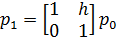 p₁ = [1 h
0 1] p₀